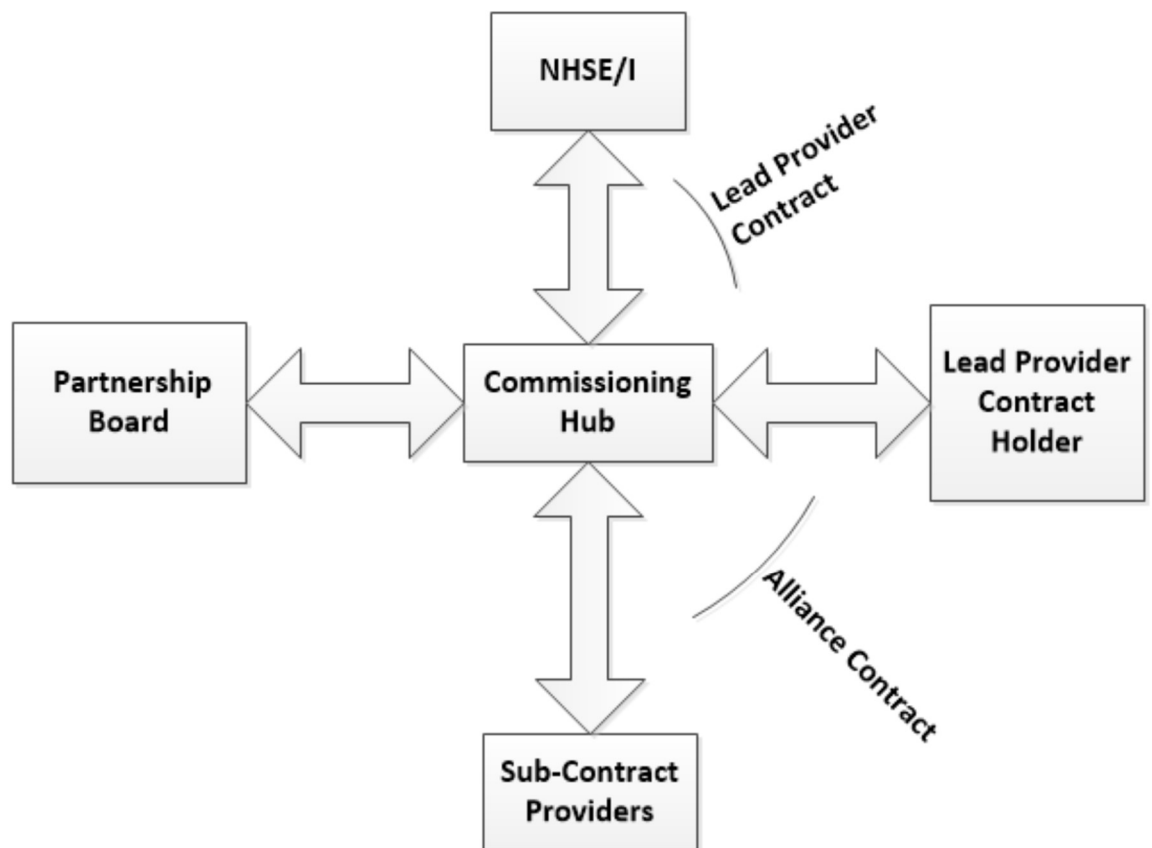 NHSE/I
Lead Provider
Contract
Partnership
Board
Commissioning
Hub
Lead Provider
Contract
Holder
Alliance Contract
Sub-Contract
Providers